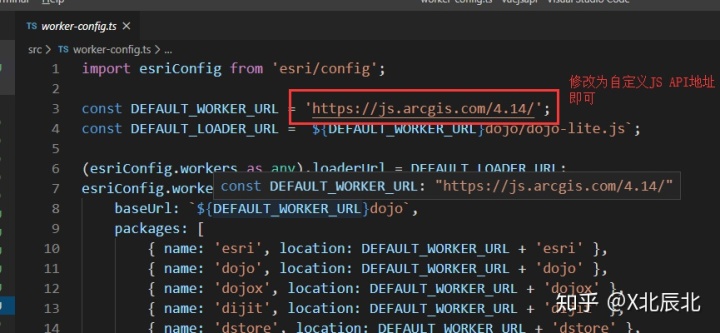 Terminal Help
worker-config.ts - vuejsapi - Visual Studio Code
TS worker-config.ts ×
src > TS worker-config.ts > ...
1 import esriConfig from 'esri/config';
2
3 const DEFAULT_WORKER_URL = 'https://js.arcgis.com/4.14/';
修改为自定义JS API地址
即可
4 const DEFAULT_LOADER_URL = `${DEFAULT_WORKER_URL}dojo/dojo-lite.js`;
5
6 (esriConfig.workers as any).loaderUrl = DEFAULT_LOADER_URL;
7 esriConfig.worke
const DEFAULT_WORKER_URL: "https://js.arcgis.com/4.14/"
8 baseUrl: `${DEFAULT_WORKER_URL}dojo`,
9 packages: [
10 { name: 'esri', location: DEFAULT_WORKER_URL + 'esri' },
11 { name: 'dojo', location: DEFAULT_WORKER_URL + 'dojo' },
12 { name: 'dojox', location: DEFAULT_WORKER_URL + 'dojox' },
13 { name: 'dijit', location: DEFAULT_WORKER_URL + 'dijit' },
14 { name: 'dstore', location: DEFAULT_WORKER_URL + 'dstore' },
知乎 @X北辰北